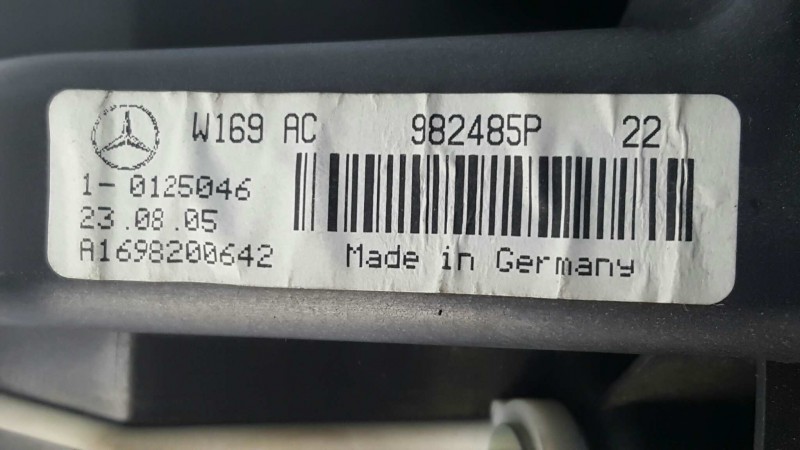 W169 AC 982485P 22
1-0125046
23.08.05
A1698200642
Made in Germany